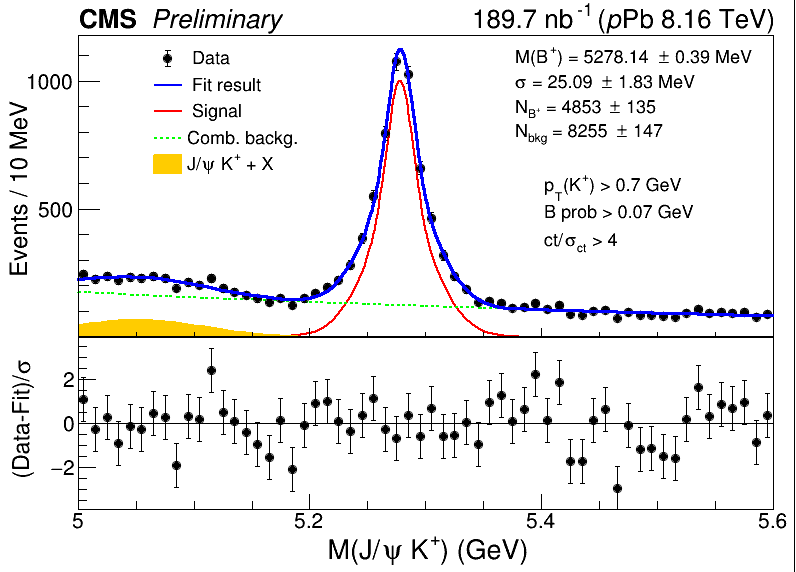 CMS Preliminary 189.7 nb⁻¹ (pPb 8.16 TeV)
Events / 10 MeV
1000
500
Data
Fit result
Signal
Comb. backg.
J/ψ K⁺ + X
M(B⁺) = 5278.14 ± 0.39 MeV
σ = 25.09 ± 1.83 MeV
N_B⁺ = 4853 ± 135
N_bkg = 8255 ± 147
p_T(K⁺) > 0.7 GeV
B prob > 0.07 GeV
ct/σ_ct > 4
(Data-Fit)/σ
2
0
−2
5 5.2 5.4 5.6
M(J/ψ K⁺) (GeV)